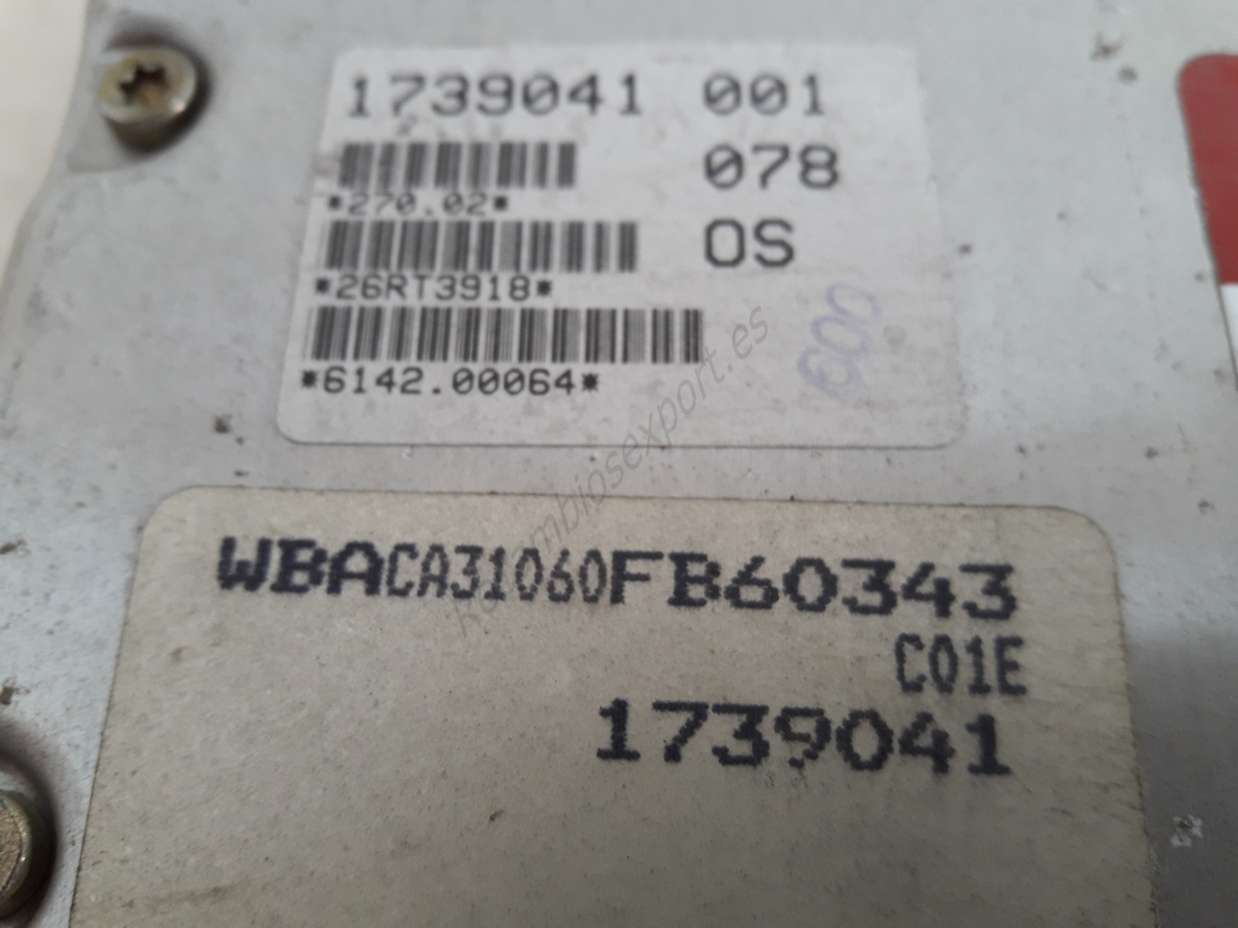 1739041 001
078
*270.02*
OS
*26RT3918*
*6142.00064*
WBACA31060FB60343
C01E
1739041